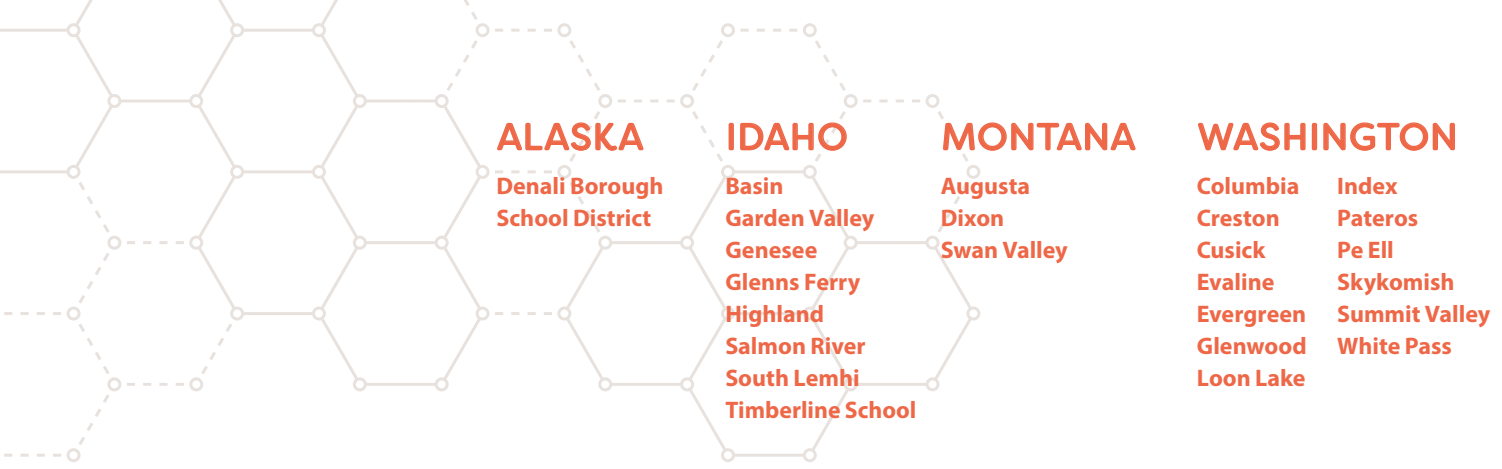 ALASKA
Denali Borough
School District
IDAHO
Basin
Garden Valley
Genesee
Glenns Ferry
Highland
Salmon River
South Lemhi
Timberline School
MONTANA
Augusta
Dixon
Swan Valley
WASHINGTON
Columbia
Creston
Cusick
Evaline
Evergreen
Glenwood
Loon Lake
Index
Pateros
Pe Ell
Skykomish
Summit Valley
White Pass